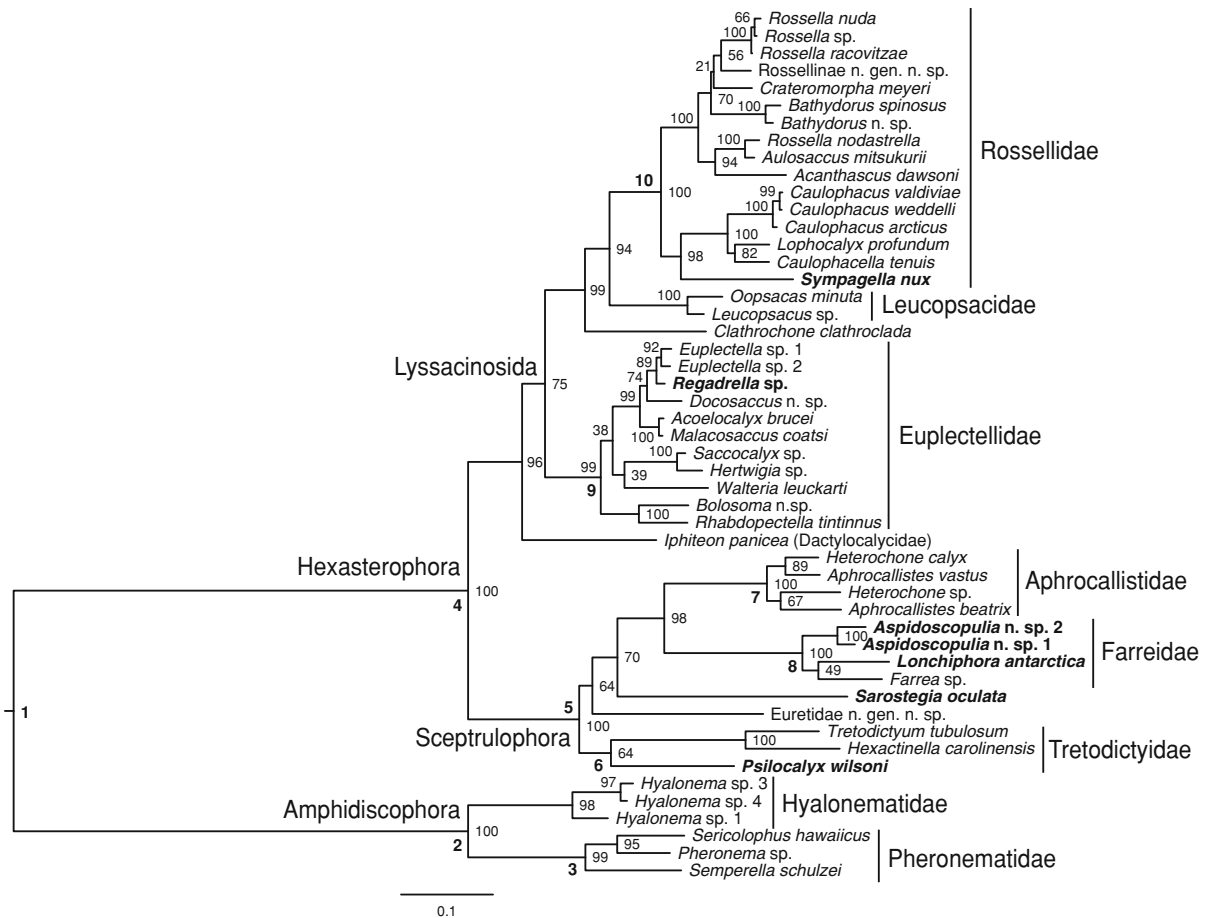 66
Rossella nuda
100
Rossella sp.
56
Rossella racovitzae
21
Rossellinae n. gen. n. sp.
Crateromorpha meyeri
70
100
Bathydorus spinosus
100
Bathydorus n. sp.
100
Rossella nodastrella
94
Aulosaccus mitsukurii
Rossellidae
Acanthascus dawsoni
10
100
99
Caulophacus valdiviae
100
Caulophacus weddelli
Caulophacus arcticus
100
Lophocalyx profundum
94
98
82
Caulophacella tenuis
Sympagella nux
99
100
Oopsacas minuta
Leucopsacidae
Leucopsacus sp.
Clathrochone clathroclada
92
Euplectella sp. 1
89
Euplectella sp. 2
Lyssacinosida
75
74
Regadrella sp.
99
Docosaccus n. sp.
Acoelocalyx brucei
38
100
Malacosaccus coatsi
Euplectellidae
100
Saccocalyx sp.
96
99
39
Hertwigia sp.
9
Walteria leuckarti
Bolosoma n.sp.
100
Rhabdopectella tintinnus
Iphiteon panicea (Dactylocalycidae)
Heterochone calyx
Hexasterophora
89
Aphrocallistes vastus
Aphrocallistidae
4
100
7
100
Heterochone sp.
67
Aphrocallistes beatrix
98
Aspidoscopulia n. sp. 2
100
Aspidoscopulia n. sp. 1
70
8
100
Lonchiphora antarctica
Farreidae
49
Farrea sp.
64
Sarostegia oculata
1
5
Euretidae n. gen. n. sp.
100
Sceptrulophora
Tretodictyum tubulosum
100
Hexactinella carolinensis
Tretodictyidae
6
64
Psilocalyx wilsoni
97
Hyalonema sp. 3
Amphidiscophora
98
Hyalonema sp. 4
Hyalonematidae
Hyalonema sp. 1
100
2
Sericolophus hawaiicus
95
99
Pheronema sp.
Pheronematidae
3
Semperella schulzei
0.1